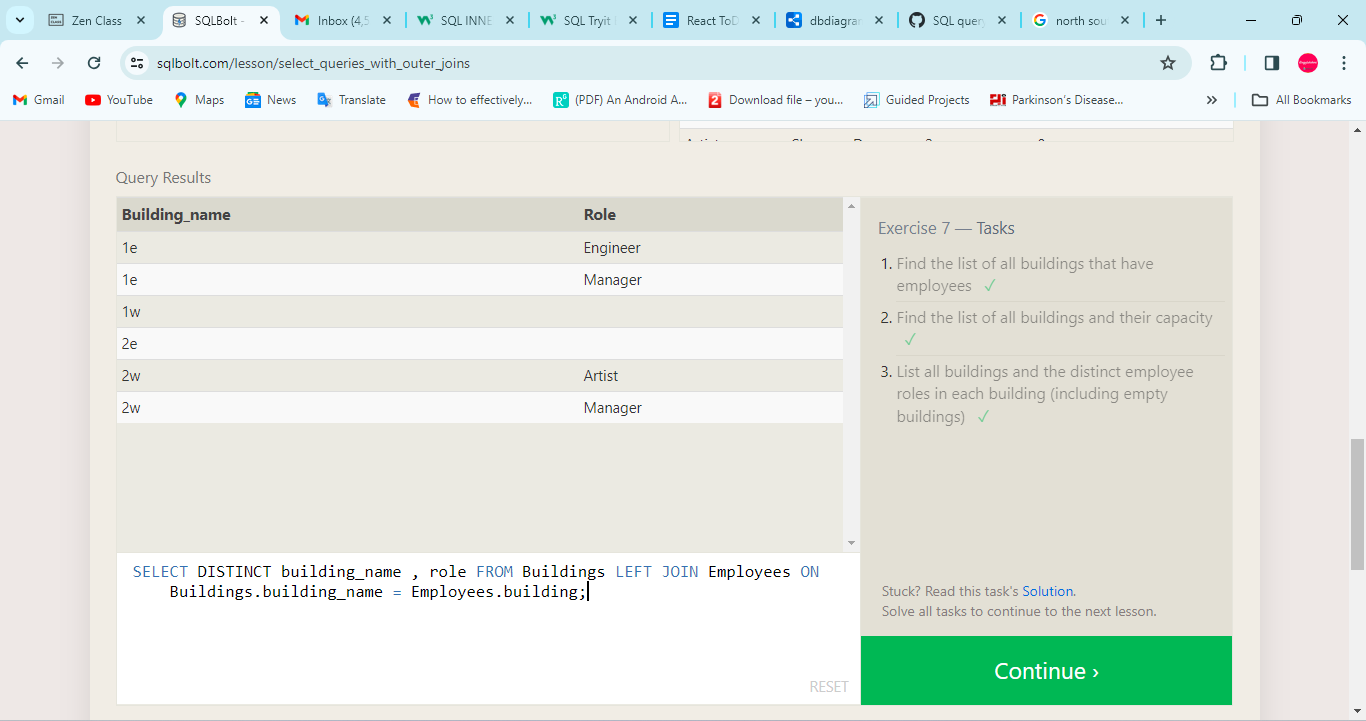 Zen Class
SQLBolt -
Inbox (4,5
SQL INNE
SQL Tryit
React ToD
dbdiagra
SQL quer
north sou
sqlbolt.com/lesson/select_queries_with_outer_joins
Gmail
YouTube
Maps
News
Translate
How to effectively...
(PDF) An Android A...
Download file – you...
Guided Projects
Parkinson's Disease...
»
All Bookmarks
Query Results
Building_name Role
1e Engineer
1e Manager
1w
2e
2w Artist
2w Manager
SELECT DISTINCT building_name , role FROM Buildings LEFT JOIN Employees ON
Buildings.building_name = Employees.building;
RESET
Exercise 7 — Tasks
1. Find the list of all buildings that have
employees ✓
2. Find the list of all buildings and their capacity
✓
3. List all buildings and the distinct employee
roles in each building (including empty
buildings) ✓
Stuck? Read this task's Solution.
Solve all tasks to continue to the next lesson.
Continue ›